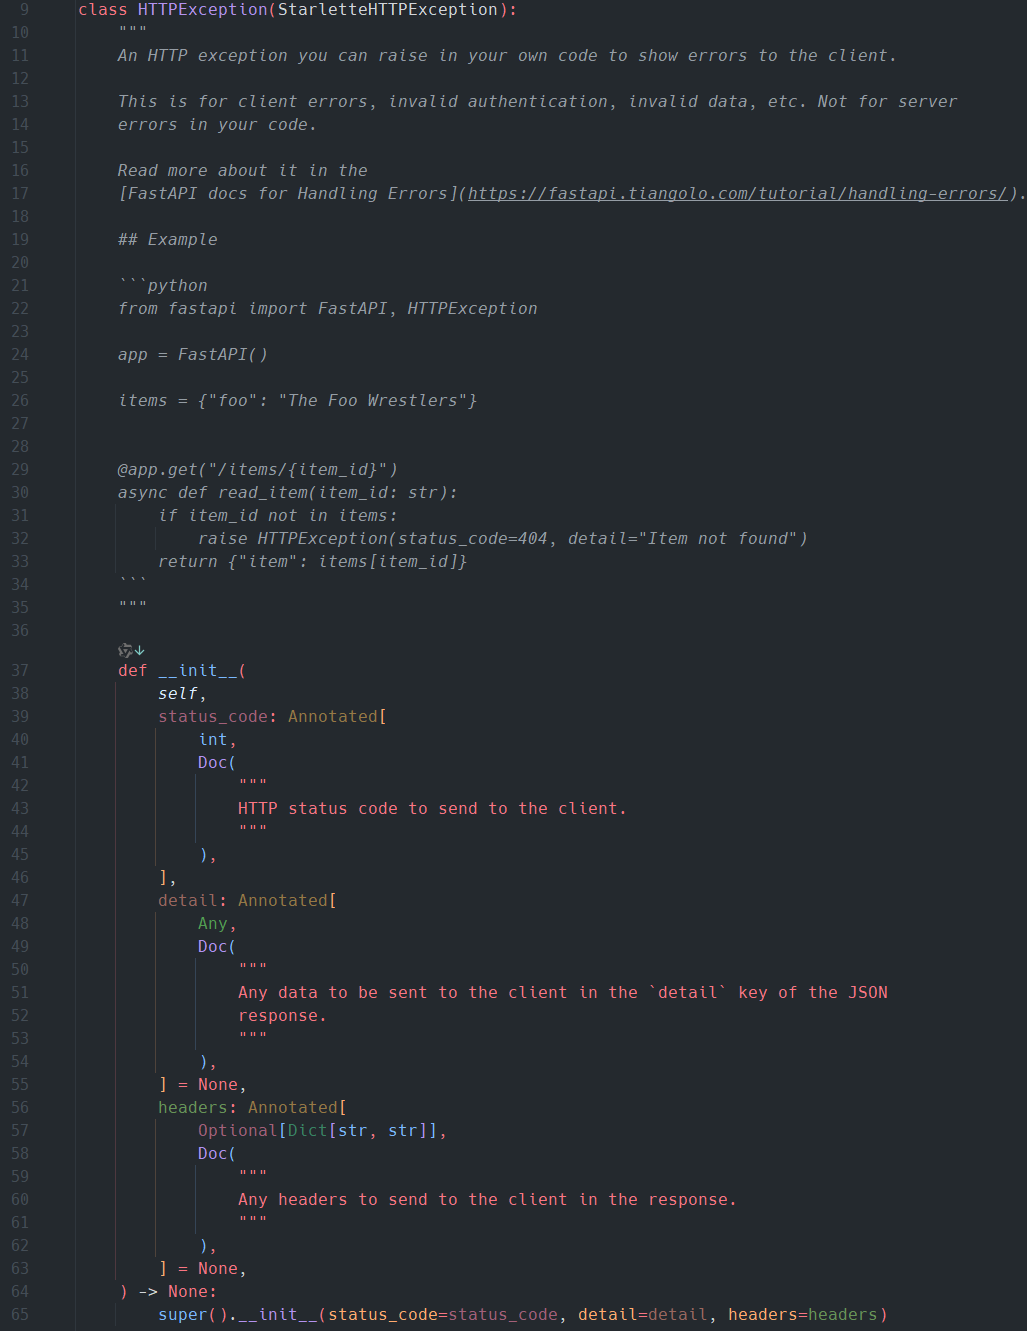 9 class HTTPException(StarletteHTTPException):
10 """
11 An HTTP exception you can raise in your own code to show errors to the client.
12
13 This is for client errors, invalid authentication, invalid data, etc. Not for server
14 errors in your code.
15
16 Read more about it in the
17 [FastAPI docs for Handling Errors](https://fastapi.tiangolo.com/tutorial/handling-errors/).
18
19 ## Example
20
21 ```python
22 from fastapi import FastAPI, HTTPException
23
24 app = FastAPI()
25
26 items = {"foo": "The Foo Wrestlers"}
27
28
29 @app.get("/items/{item_id}")
30 async def read_item(item_id: str):
31     if item_id not in items:
32         raise HTTPException(status_code=404, detail="Item not found")
33     return {"item": items[item_id]}
34 ```
35 """
36
37 def __init__(
38     self,
39     status_code: Annotated[
40         int,
41         Doc(
42             """
43             HTTP status code to send to the client.
44             """
45         ),
46     ],
47     detail: Annotated[
48         Any,
49         Doc(
50             """
51             Any data to be sent to the client in the `detail` key of the JSON
52             response.
53             """
54         ),
55     ] = None,
56     headers: Annotated[
57         Optional[Dict[str, str]],
58         Doc(
59             """
60             Any headers to send to the client in the response.
61             """
62         ),
63     ] = None,
64 ) -> None:
65     super().__init__(status_code=status_code, detail=detail, headers=headers)